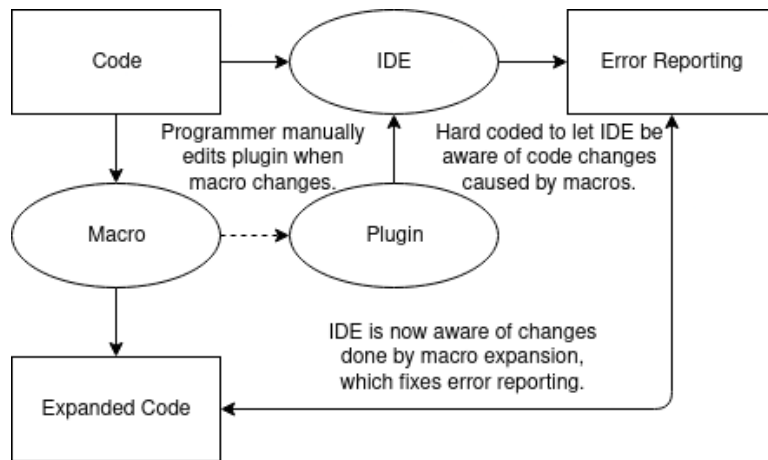 Code
IDE
Error Reporting
Programmer manually
edits plugin when
macro changes.
Hard coded to let IDE be
aware of code changes
caused by macros.
Macro
Plugin
IDE is now aware of changes
done by macro expansion,
which fixes error reporting.
Expanded Code